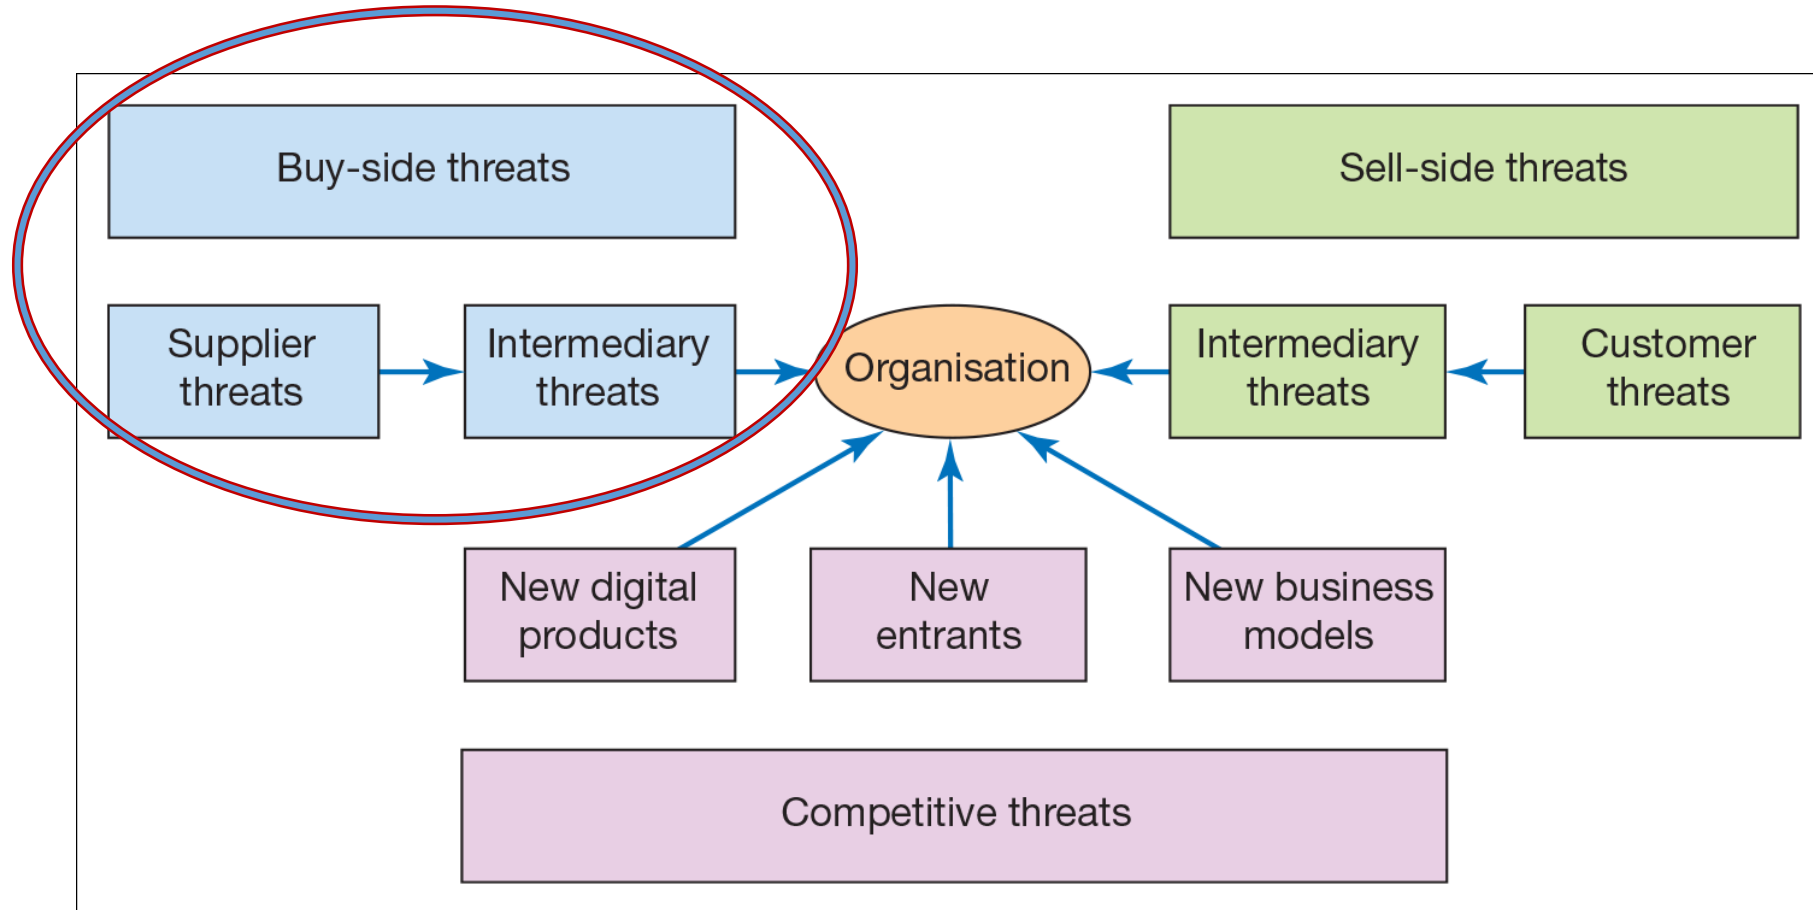 Buy-side threats
Sell-side threats
Supplier
threats
Intermediary
threats
Organisation
Intermediary
threats
Customer
threats
New digital
products
New
entrants
New business
models
Competitive threats